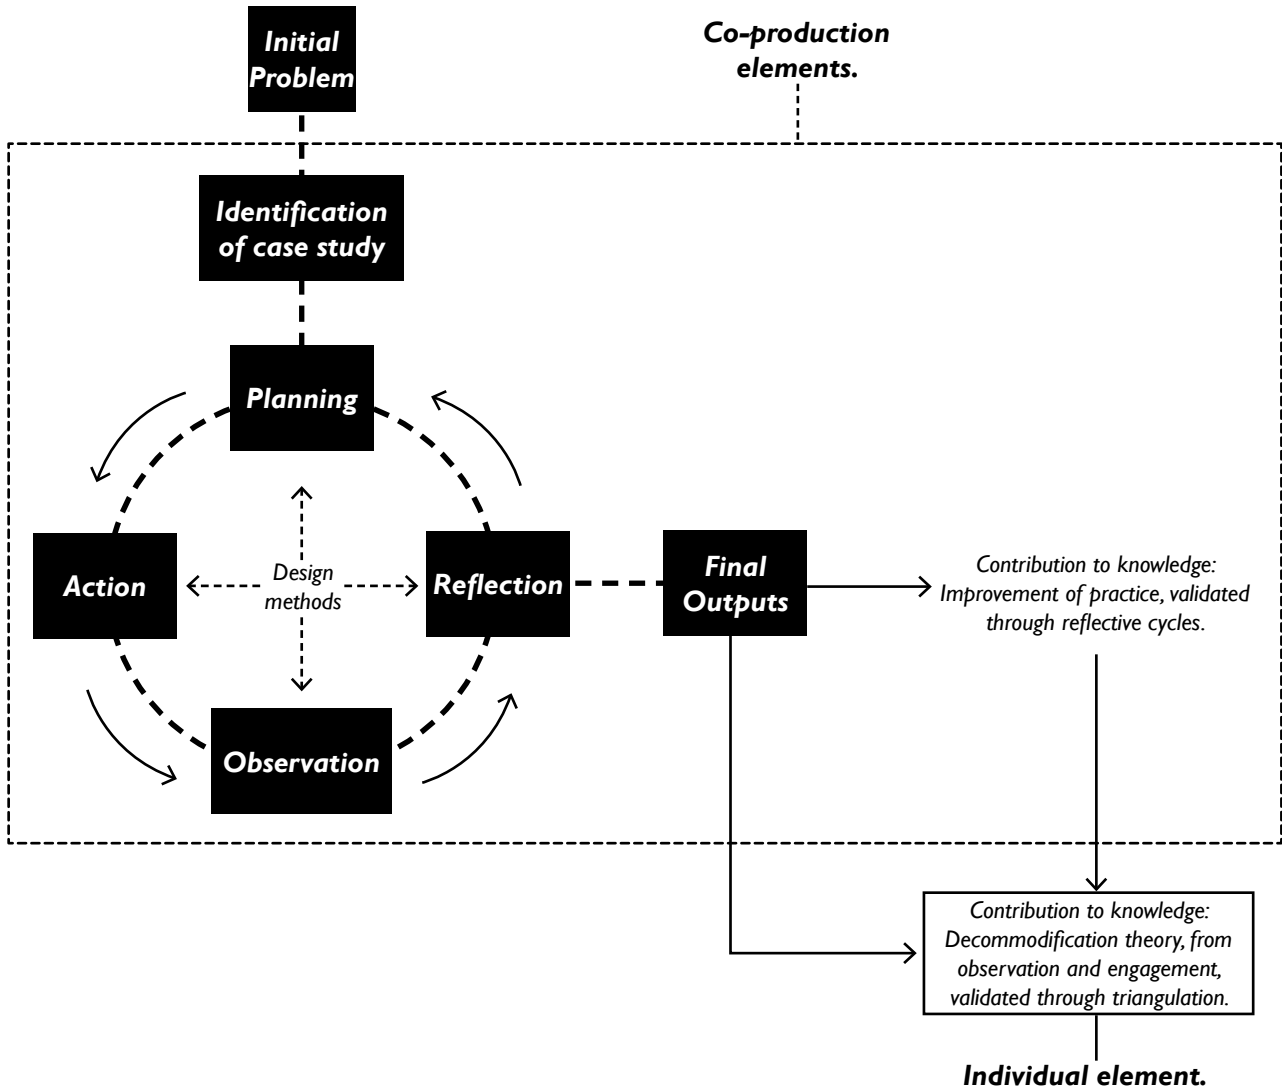 Initial
Problem
Co-production
elements.
Identification
of case study
Planning
Action
Design
methods
Reflection
Observation
Final
Outputs
Contribution to knowledge:
Improvement of practice, validated
through reflective cycles.
Contribution to knowledge:
Decommodification theory, from
observation and engagement,
validated through triangulation.
Individual element.